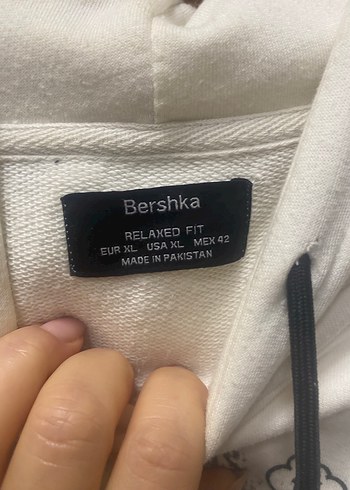 Bershka
RELAXED FIT
EUR XL USA XL MEX 42
MADE IN PAKISTAN